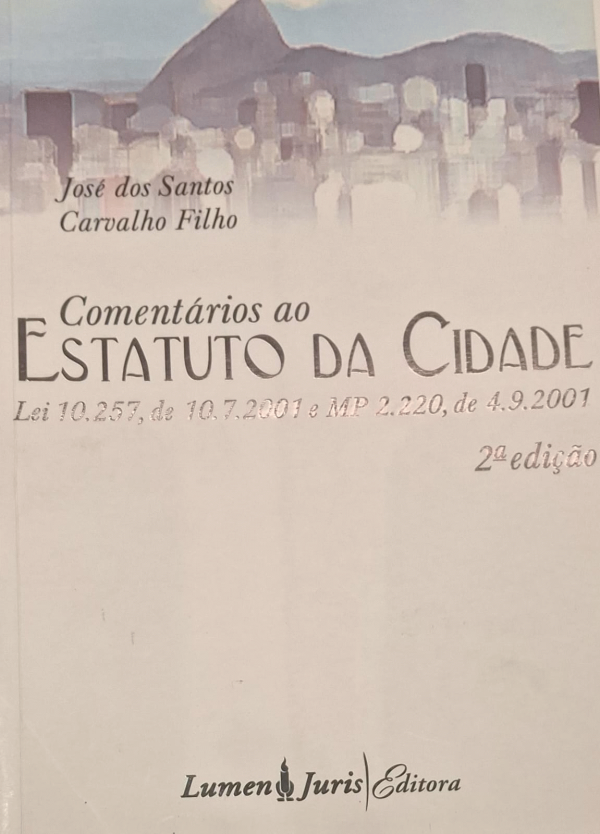 José dos Santos
Carvalho Filho
Comentários ao
ESTATUTO DA CIDADE
Lei 10.257, de 10.7.2001 e MP 2.220, de 4.9.2001
2ª edição
Lumen Juris Editora